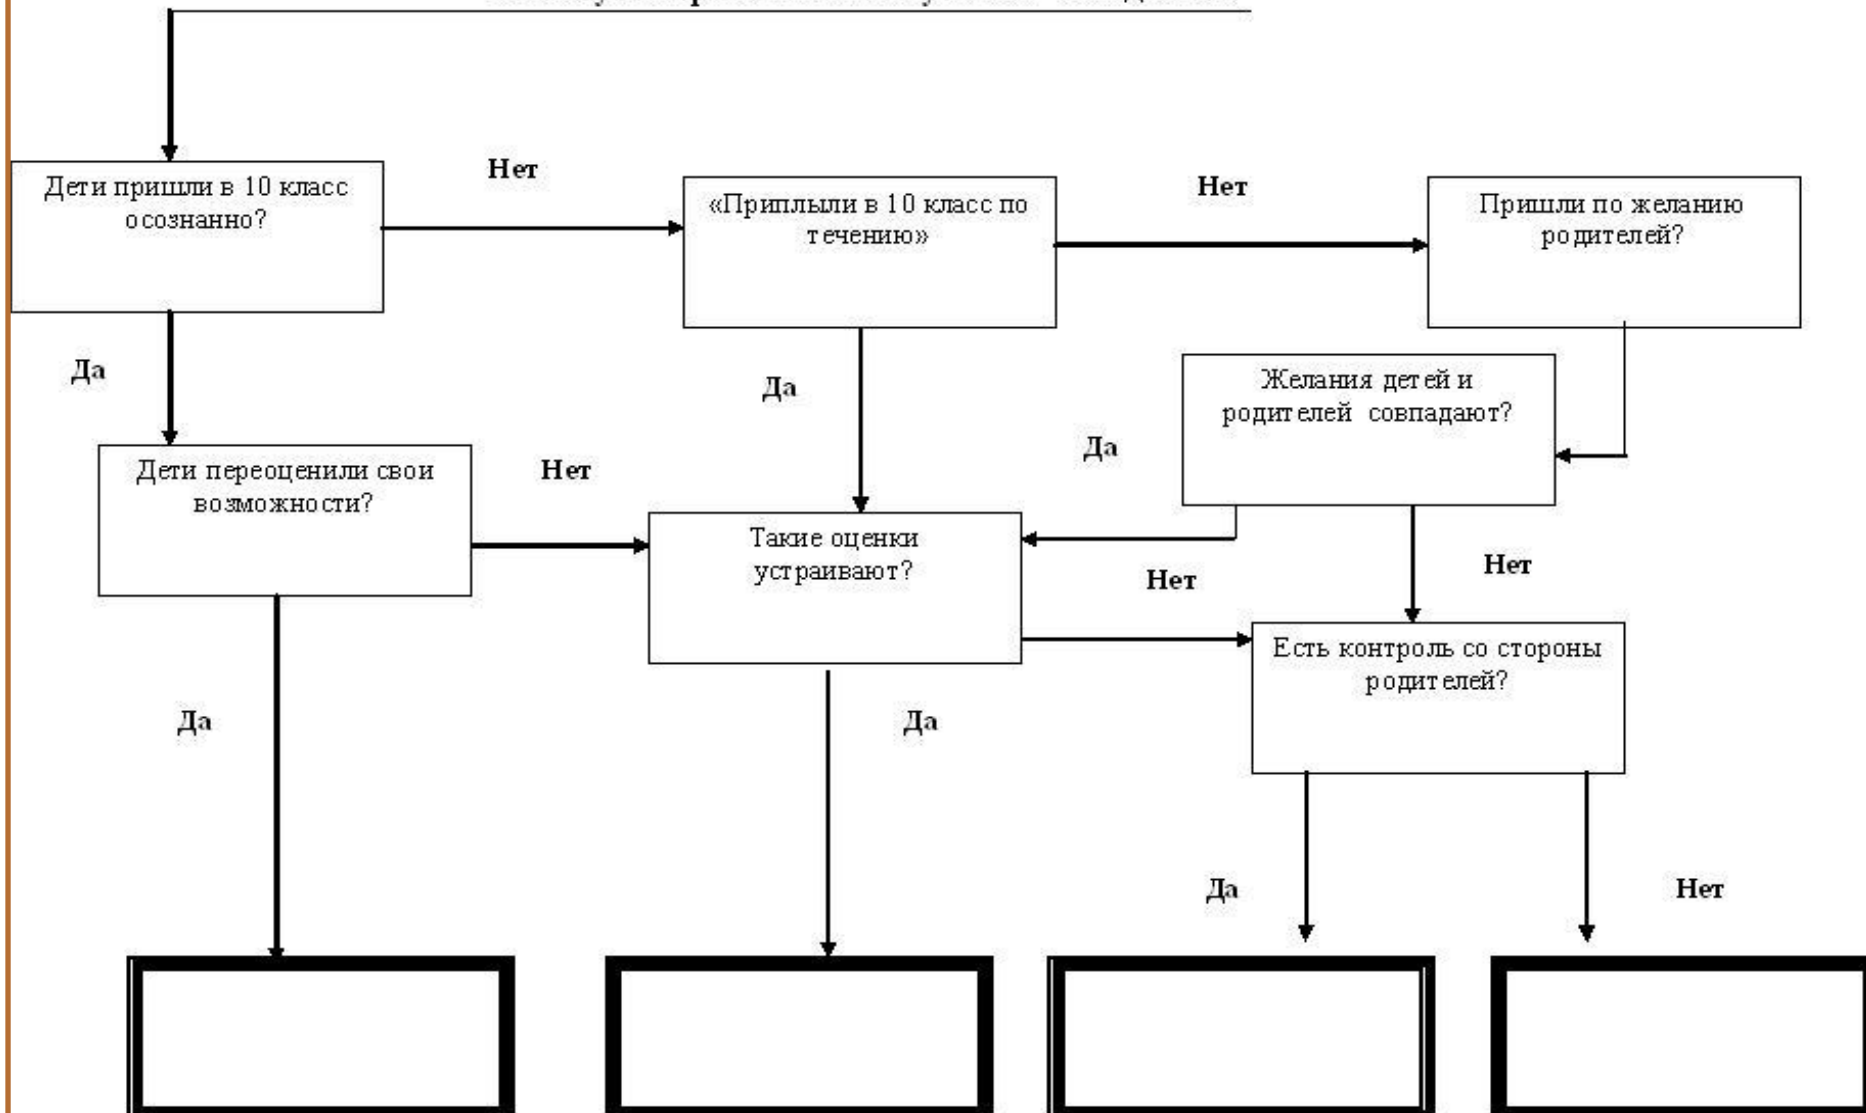 Дети пришли в 10 класс
осознанно?
Нет
«Приплыли в 10 класс по
течению»
Нет
Пришли по желанию
родителей?
Да
Да
Желания детей и
родителей совпадают?
Да
Дети переоценили свои
возможности?
Нет
Такие оценки
устраивают?
Нет
Нет
Есть контроль со стороны
родителей?
Да
Да
Да
Нет